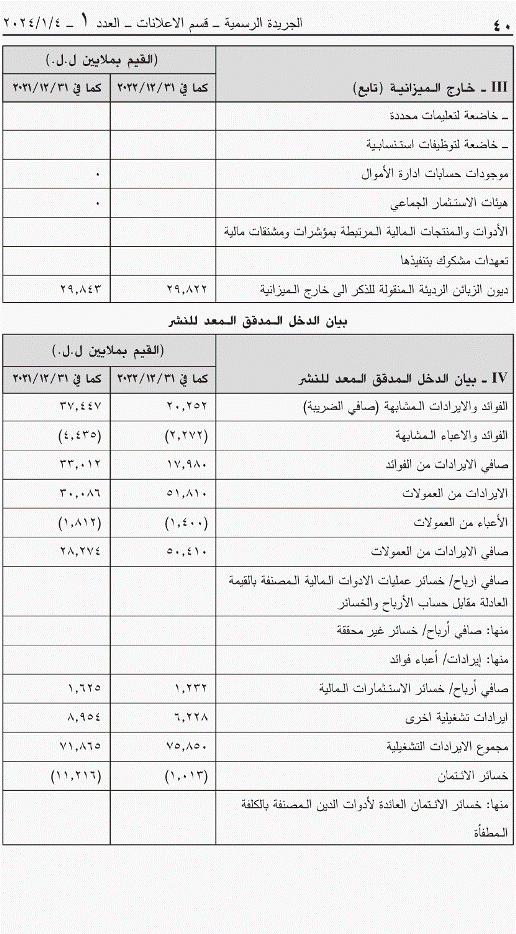 ٤٠ الجريدة الرسمية – قسم الاعلانات – العدد ١ – ٢٠٢٤/١/٤
(القيم بملايين ل.ل.)
III – خارج الميزانية (تابع) كما في ٢٠٢٢/١٢/٣١ كما في ٢٠٢١/١٢/٣١
– خاضعة لتعليمات محددة
– خاضعة لتوظيفات استنسابية
موجودات حسابات ادارة الأموال ٠
هيئات الاستثمار الجماعي ٠
الأدوات والمنتجات المالية المرتبطة بمؤشرات ومشتقات مالية
تعهدات مشكوك بتنفيذها
ديون الزبائن الرديئة المنقولة للذكر الى خارج الميزانية ٢٩,٨٢٢ ٢٩,٨٤٣
بيان الدخل المدقق المعد للنشر
(القيم بملايين ل.ل.)
IV – بيان الدخل المدقق المعد للنشر كما في ٢٠٢٢/١٢/٣١ كما في ٢٠٢١/١٢/٣١
الفوائد والايرادات المشابهة (صافي الضريبة) ٢٠,٢٥٢ ٣٧,٤٤٧
الفوائد والاعباء المشابهة (٢,٢٧٢) (٤,٤٣٥)
صافي الايرادات من الفوائد ١٧,٩٨٠ ٣٣,٠١٢
الايرادات من العمولات ٥١,٨١٠ ٣٠,٠٨٦
الأعباء من العمولات (١,٤٠٠) (١,٨١٢)
صافي الايرادات من العمولات ٥٠,٤١٠ ٢٨,٢٧٤
صافي ارباح/ خسائر عمليات الادوات المالية المصنفة بالقيمة
العادلة مقابل حساب الأرباح والخسائر
منها: صافي أرباح/ خسائر غير محققة
منها: إيرادات/ أعباء فوائد
صافي أرباح/ خسائر الاستثمارات المالية ١,٢٣٢ ١,٦٢٥
ايرادات تشغيلية اخرى ٦,٢٢٨ ٨,٩٥٤
مجموع الايرادات التشغيلية ٧٥,٨٥٠ ٧١,٨٦٥
خسائر الائتمان (١,٠١٣) (١١,٢١٦)
منها: خسائر الائتمان العائدة لأدوات الدين المصنفة بالكلفة
المطفأة